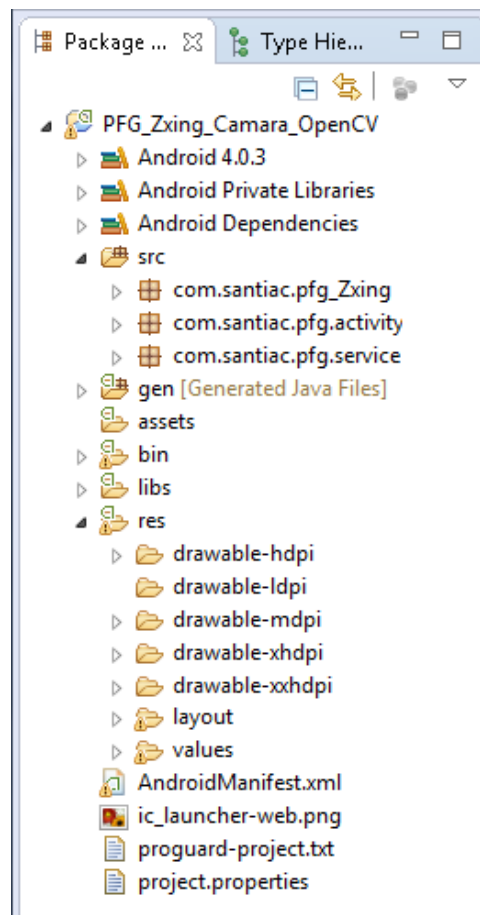 Package ... Type Hie...
PFG_Zxing_Camara_OpenCV
Android 4.0.3
Android Private Libraries
Android Dependencies
src
com.santiac.pfg_Zxing
com.santiac.pfg.activity
com.santiac.pfg.service
gen [Generated Java Files]
assets
bin
libs
res
drawable-hdpi
drawable-ldpi
drawable-mdpi
drawable-xhdpi
drawable-xxhdpi
layout
values
AndroidManifest.xml
ic_launcher-web.png
proguard-project.txt
project.properties